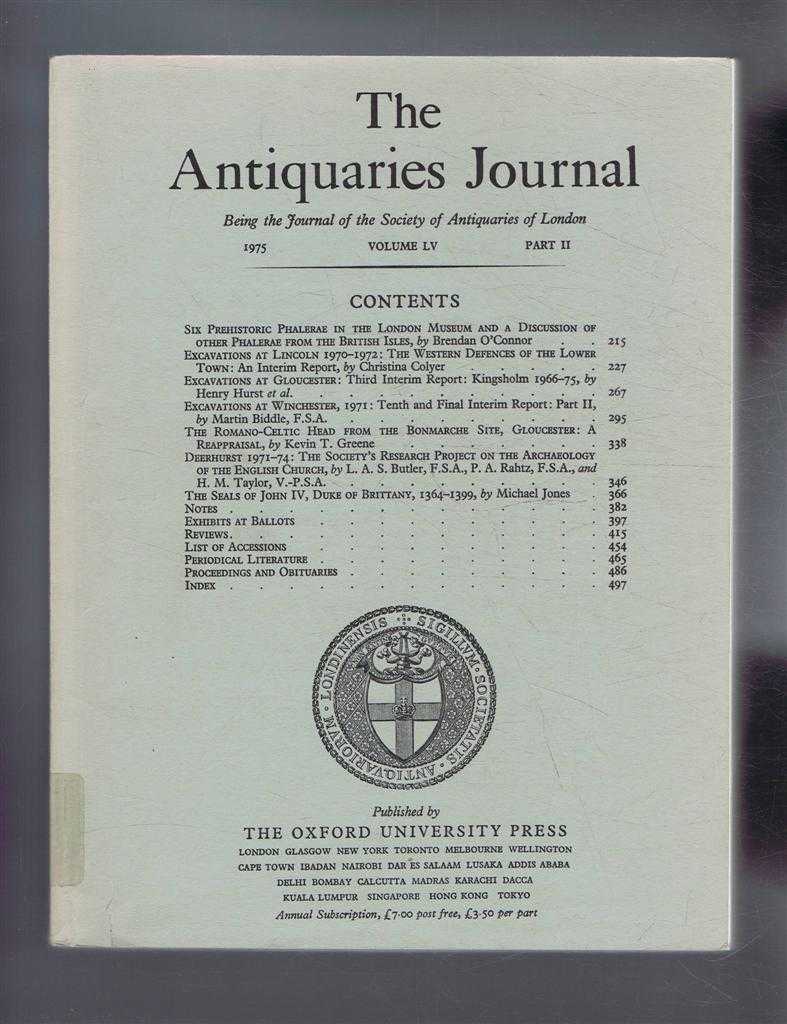 The
Antiquaries Journal
Being the Journal of the Society of Antiquaries of London
1975 VOLUME LV PART II
CONTENTS
SIX PREHISTORIC PHALERAE IN THE LONDON MUSEUM AND A DISCUSSION OF
OTHER PHALERAE FROM THE BRITISH ISLES, by Brendan O'Connor . . 215
EXCAVATIONS AT LINCOLN 1970–1972: THE WESTERN DEFENCES OF THE LOWER
TOWN: An Interim Report, by Christina Colyer . . . . . 227
EXCAVATIONS AT GLOUCESTER: Third Interim Report: Kingsholm 1966–75, by
Henry Hurst et al. . . . . . . . . . . 267
EXCAVATIONS AT WINCHESTER, 1971: Tenth and Final Interim Report: Part II,
by Martin Biddle, F.S.A. . . . . . . . . . 295
THE ROMANO-CELTIC HEAD FROM THE BONMARCHE SITE, GLOUCESTER: A
REAPPRAISAL, by Kevin T. Greene . . . . . . . 338
DEERHURST 1971–74: THE SOCIETY'S RESEARCH PROJECT ON THE ARCHAEOLOGY
OF THE ENGLISH CHURCH, by L. A. S. Butler, F.S.A., P. A. Rahtz, F.S.A., and
H. M. Taylor, V.-P.S.A. . . . . . . . . . 346
THE SEALS OF JOHN IV, DUKE OF BRITTANY, 1364–1399, by Michael Jones . 366
NOTES . . . . . . . . . . . . . 382
EXHIBITS AT BALLOTS . . . . . . . . . . 397
REVIEWS . . . . . . . . . . . . . 415
LIST OF ACCESSIONS . . . . . . . . . . 454
PERIODICAL LITERATURE . . . . . . . . . . 465
PROCEEDINGS AND OBITUARIES . . . . . . . . . 486
INDEX . . . . . . . . . . . . . 497
SIGILLVM · SOCIETATIS · ANTIQVARIORVM · LONDINENSIS
Published by
THE OXFORD UNIVERSITY PRESS
LONDON GLASGOW NEW YORK TORONTO MELBOURNE WELLINGTON
CAPE TOWN IBADAN NAIROBI DAR ES SALAAM LUSAKA ADDIS ABABA
DELHI BOMBAY CALCUTTA MADRAS KARACHI DACCA
KUALA LUMPUR SINGAPORE HONG KONG TOKYO
Annual Subscription, £7·00 post free, £3·50 per part